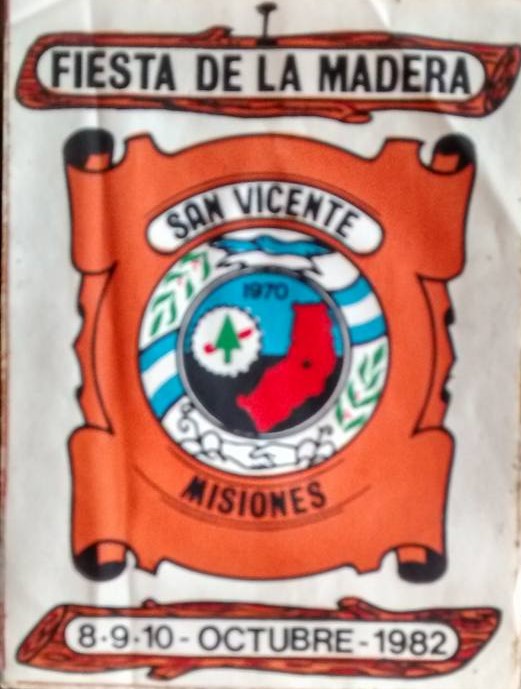 FIESTA DE LA MADERA
SAN VICENTE
1970
MISIONES
8·9·10-OCTUBRE-1982